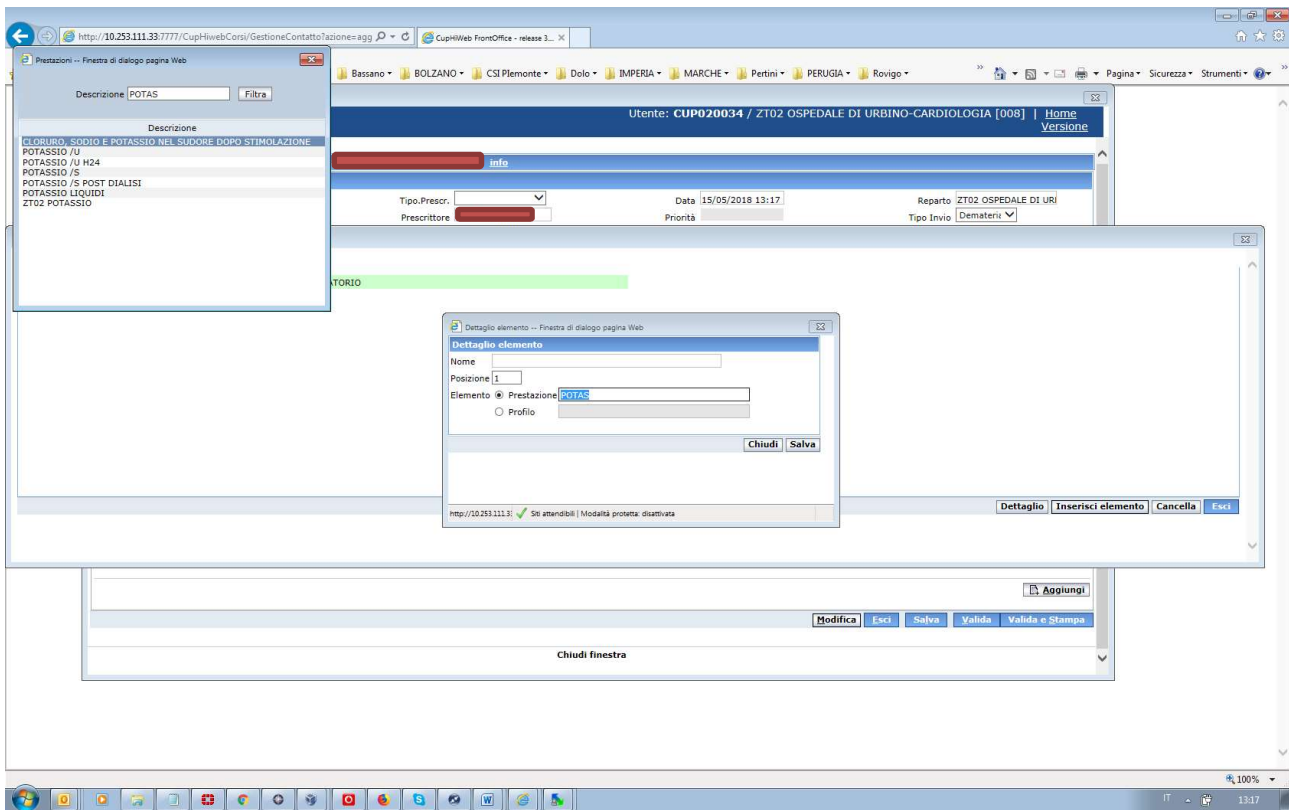 http://10.253.111.33:7777/CupHiwebCorsi/GestioneContatto?azione=agg
CupHiWeb FrontOffice - release 3...
Prestazioni -- Finestra di dialogo pagina Web
Bassano BOLZANO CSI PIemonte Dolo IMPERIA MARCHE Pertini PERUGIA Rovigo » Pagina Sicurezza Strumenti »
Descrizione POTAS Filtra
Utente: CUP020034 / ZT02 OSPEDALE DI URBINO-CARDIOLOGIA [008] | Home
Versione
Descrizione
CLORURO, SODIO E POTASSIO NEL SUDORE DOPO STIMOLAZIONE
POTASSIO /U
POTASSIO /U H24
POTASSIO /S
POTASSIO /S POST DIALISI
POTASSIO LIQUIDI
ZT02 POTASSIO
info
Tipo.Prescr. Data 15/05/2018 13:17 Reparto ZT02 OSPEDALE DI URI
Prescrittore Priorità Tipo Invio Demateria
ATORIO
Dettaglio elemento -- Finestra di dialogo pagina Web
Dettaglio elemento
Nome
Posizione 1
Elemento Prestazione POTAS
Profilo
Chiudi Salva
http://10.253.111.3: Siti attendibili | Modalità protetta: disattivata
Dettaglio Inserisci elemento Cancella Esci
Aggiungi
Modifica Esci Salva Valida Valida e Stampa
Chiudi finestra
100%
IT 13:17